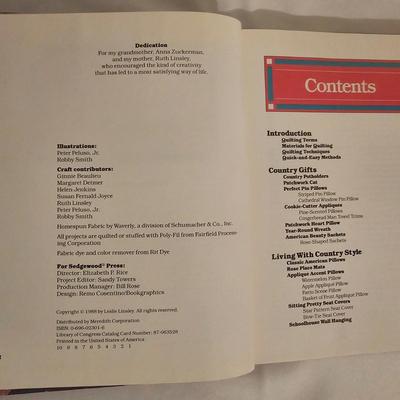 Dedication
For my grandmother, Anna Zuckerman,
and my mother, Ruth Linsley,
who encouraged the kind of creativity
that has led to a most satisfying way of life.
Illustrations:
Peter Peluso, Jr.
Robby Smith
Craft contributors:
Ginnie Beaulieu
Margaret Detmer
Helen Jenkins
Susan Fernald Joyce
Ruth Linsley
Peter Peluso, Jr.
Robby Smith
Homespun Fabric by Waverly, a division of Schumacher & Co., Inc.
All projects are quilted or stuffed with Poly-Fil from Fairfield Process-
ing Corporation
Fabric dye and color remover from Rit Dye
For Sedgewood® Press:
Director: Elizabeth P. Rice
Project Editor: Sandy Towers
Production Manager: Bill Rose
Design: Remo Cosentino/Bookgraphics
Copyright © 1988 by Leslie Linsley. All rights reserved.
Distributed by Meredith Corporation
ISBN: 0-696-02301-6
Library of Congress Catalog Card Number: 87-063528
Printed in the United States of America
10 9 8 7 6 5 4 3 2 1
Contents
Introduction
Quilting Terms
Materials for Quilting
Quilting Techniques
Quick-and-Easy Methods
Country Gifts
Country Potholders
Patchwork Cat
Perfect Pin Pillows
Striped Pin Pillow
Cathedral Window Pin Pillow
Cookie-Cutter Appliqués
Pine-Scented Pillows
Gingerbread Man Towel Trims
Patchwork Heart Pillow
Year-Round Wreath
American Beauty Sachets
Rose-Shaped Sachets
Living With Country Style
Classic American Pillows
Rose Place Mats
Appliqué Accent Pillows
Watermelon Pillow
Apple Appliqué Pillow
Farm Scene Pillow
Basket of Fruit Appliqué Pillow
Sitting Pretty Seat Covers
Star Pattern Seat Cover
Bow-Tie Seat Cover
Schoolhouse Wall Hanging